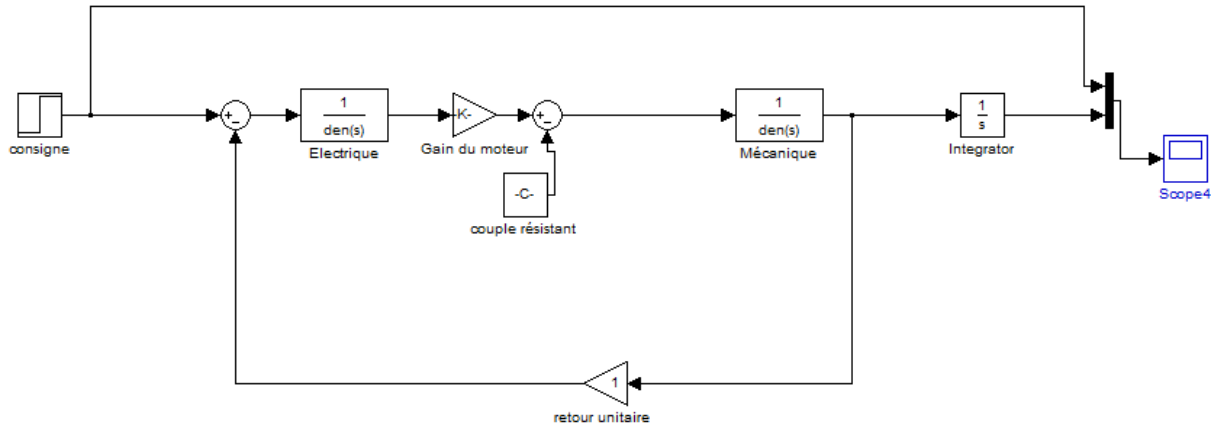 consigne
+
−
1
den(s)
Electrique
-K-
Gain du moteur
+
−
-C-
couple résistant
1
den(s)
Mécanique
1
s
Integrator
Scope4
1
retour unitaire